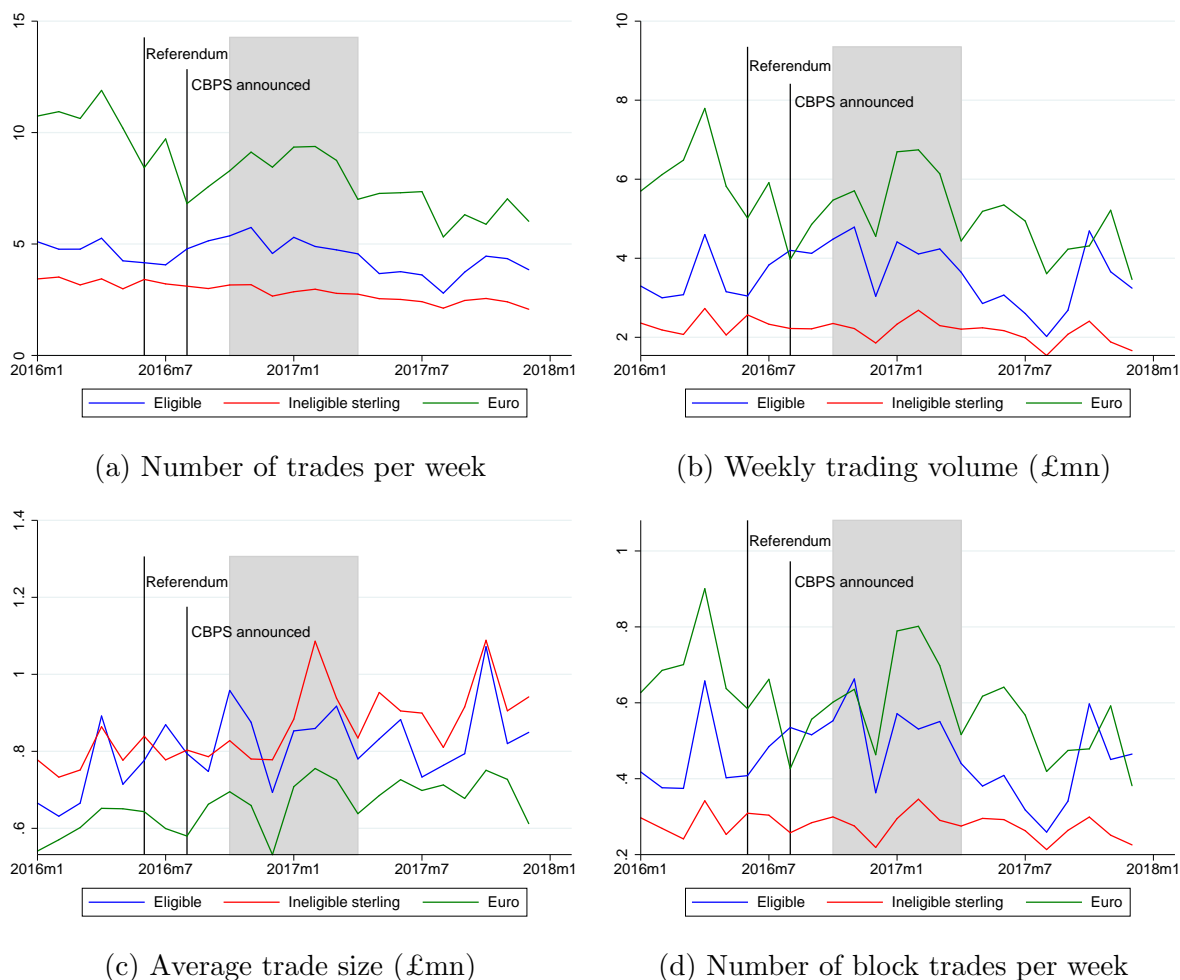 15
10
5
0
Referendum
CBPS announced
2016m1 2016m7 2017m1 2017m7 2018m1
Eligible Ineligible sterling Euro
(a) Number of trades per week
10
8
6
4
2
Referendum
CBPS announced
2016m1 2016m7 2017m1 2017m7 2018m1
Eligible Ineligible sterling Euro
(b) Weekly trading volume (£mn)
1.4
1.2
1
.8
.6
Referendum
CBPS announced
2016m1 2016m7 2017m1 2017m7 2018m1
Eligible Ineligible sterling Euro
(c) Average trade size (£mn)
1
.8
.6
.4
.2
Referendum
CBPS announced
2016m1 2016m7 2017m1 2017m7 2018m1
Eligible Ineligible sterling Euro
(d) Number of block trades per week